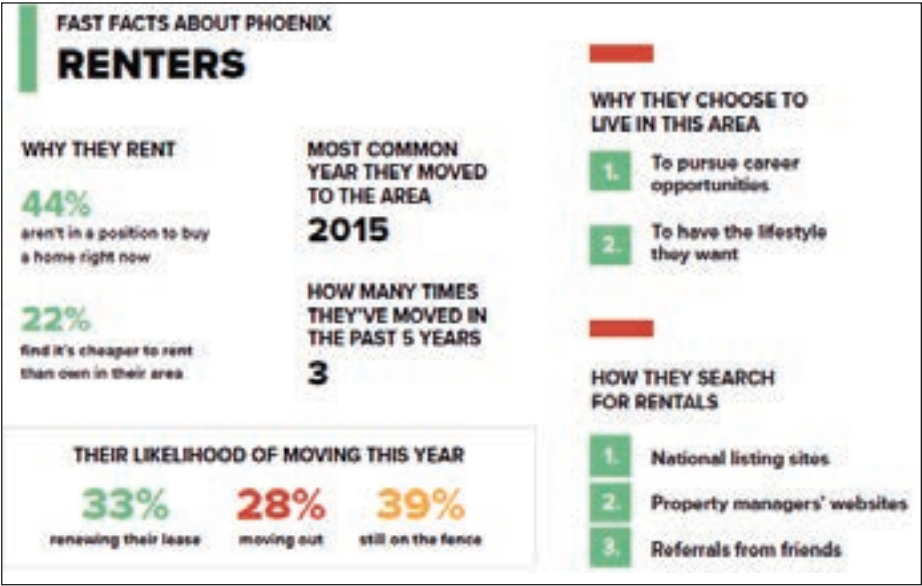 FAST FACTS ABOUT PHOENIX
RENTERS
WHY THEY RENT
44%
aren't in a position to buy
a home right now
22%
find it's cheaper to rent
than own in their area
MOST COMMON
YEAR THEY MOVED
TO THE AREA
2015
HOW MANY TIMES
THEY'VE MOVED IN
THE PAST 5 YEARS
3
THEIR LIKELIHOOD OF MOVING THIS YEAR
33%
renewing their lease
28%
moving out
39%
still on the fence
WHY THEY CHOOSE TO
LIVE IN THIS AREA
1. To pursue career
opportunities
2. To have the lifestyle
they want
HOW THEY SEARCH
FOR RENTALS
1. National listing sites
2. Property managers' websites
3. Referrals from friends